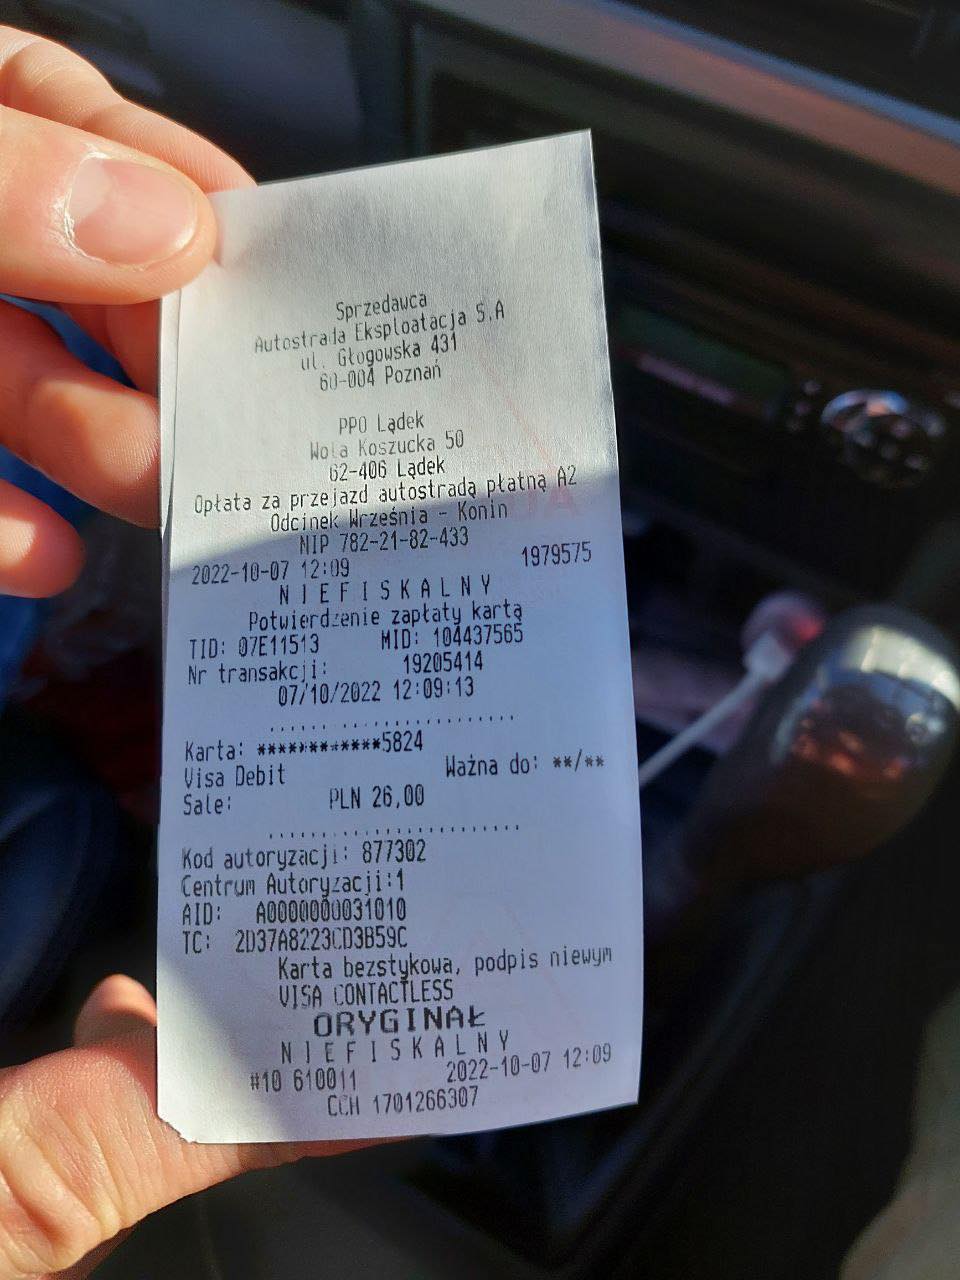 Sprzedawca
Autostrada Eksploatacja S.A
ul. Głogowska 431
60-004 Poznań
PPO Lądek
Wola Koszucka 50
62-406 Lądek
Opłata za przejazd autostradą płatną A2
Odcinek Września - Konin
NIP 782-21-82-433
2022-10-07 12:09 1979575
NIEFISKALNY
Potwierdzenie zapłaty kartą
TID: 07E11513 MID: 104437565
Nr transakcji: 19205414
07/10/2022 12:09:13
........................
Karta: ************5824
Visa Debit Ważna do: **/**
Sale: PLN 26,00
........................
Kod autoryzacji: 877302
Centrum Autoryzacji:1
AID: A0000000031010
TC: 2D37A8223CD3B59C
Karta bezstykowa, podpis niewym
VISA CONTACTLESS
ORYGINAŁ
NIEFISKALNY
#10 610011 2022-10-07 12:09
CCH 1701266307